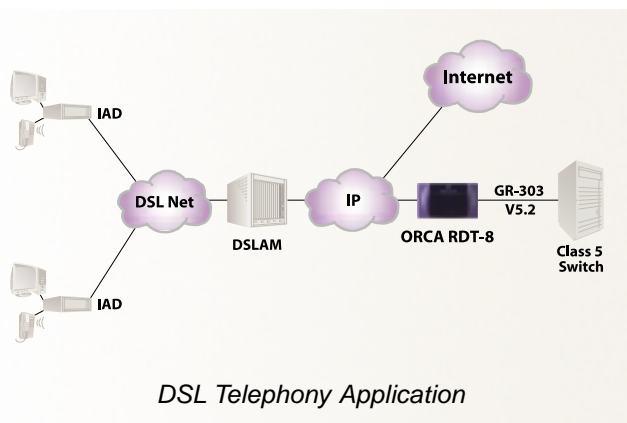 Internet
IAD
DSL Net
DSLAM
IP
ORCA RDT-8
GR-303
V5.2
Class 5
Switch
IAD
DSL Telephony Application